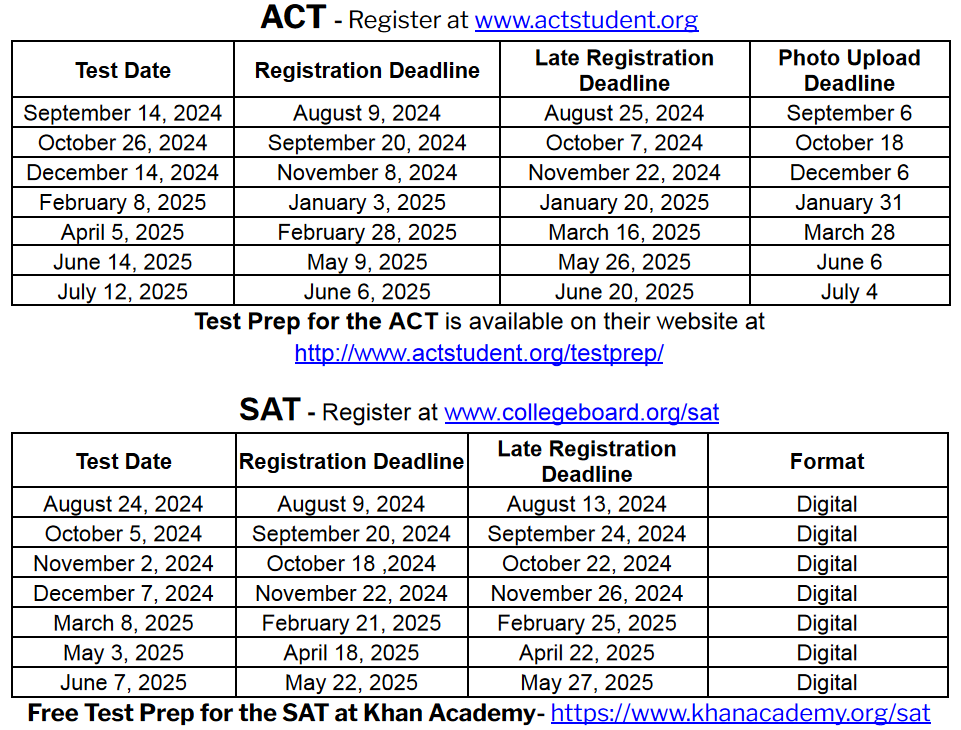 ACT - Register at www.actstudent.org
Test Date Registration Deadline Late Registration Deadline Photo Upload Deadline
September 14, 2024 August 9, 2024 August 25, 2024 September 6
October 26, 2024 September 20, 2024 October 7, 2024 October 18
December 14, 2024 November 8, 2024 November 22, 2024 December 6
February 8, 2025 January 3, 2025 January 20, 2025 January 31
April 5, 2025 February 28, 2025 March 16, 2025 March 28
June 14, 2025 May 9, 2025 May 26, 2025 June 6
July 12, 2025 June 6, 2025 June 20, 2025 July 4
Test Prep for the ACT is available on their website at
http://www.actstudent.org/testprep/
SAT - Register at www.collegeboard.org/sat
Test Date Registration Deadline Late Registration Deadline Format
August 24, 2024 August 9, 2024 August 13, 2024 Digital
October 5, 2024 September 20, 2024 September 24, 2024 Digital
November 2, 2024 October 18 ,2024 October 22, 2024 Digital
December 7, 2024 November 22, 2024 November 26, 2024 Digital
March 8, 2025 February 21, 2025 February 25, 2025 Digital
May 3, 2025 April 18, 2025 April 22, 2025 Digital
June 7, 2025 May 22, 2025 May 27, 2025 Digital
Free Test Prep for the SAT at Khan Academy- https://www.khanacademy.org/sat